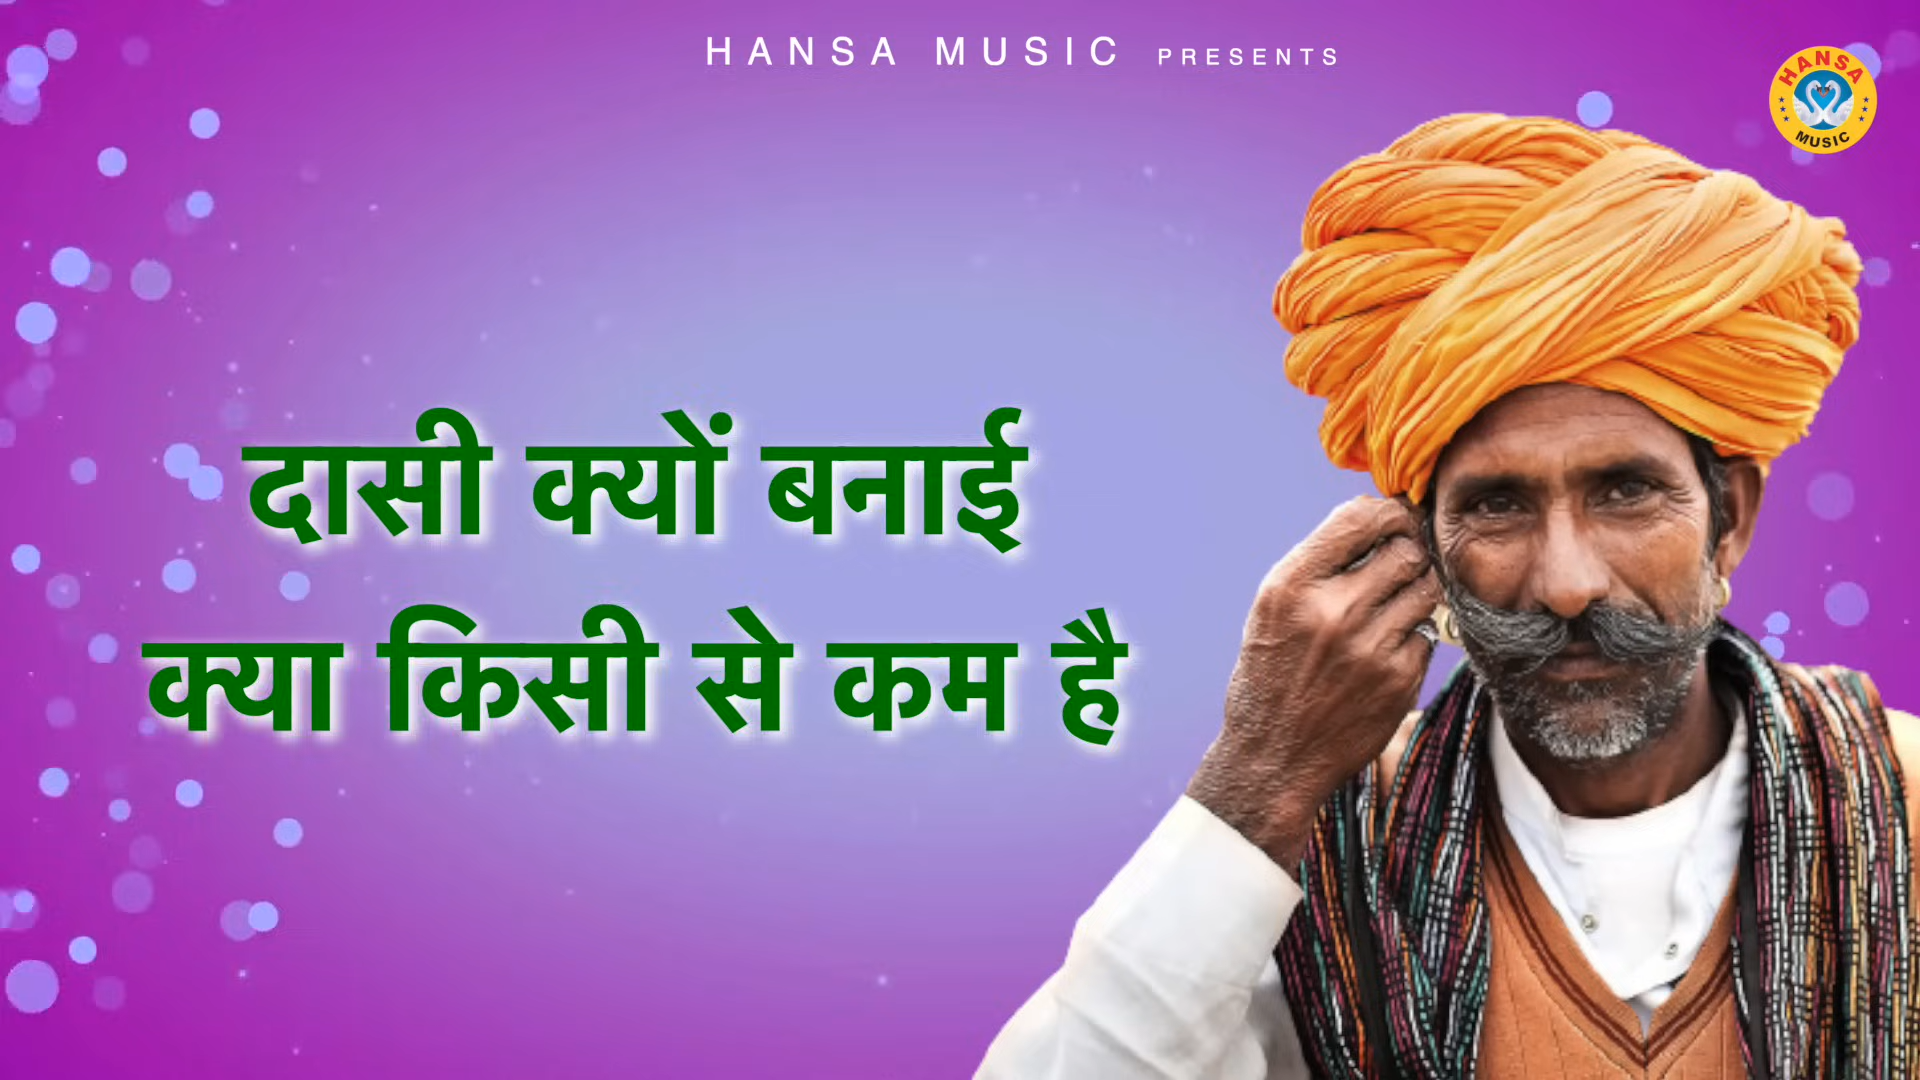 HANSA MUSIC PRESENTS
HANSA
MUSIC
दासी क्यों बनाई
क्या किसी से कम है